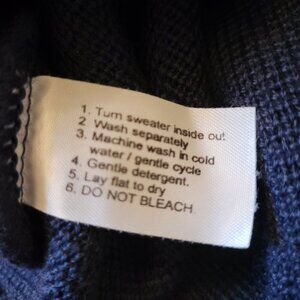 1. Turn sweater inside out
2 Wash separately
3. Machine wash in cold
water / gentle cycle
4. Gentle detergent.
5. Lay flat to dry
6. DO NOT BLEACH.